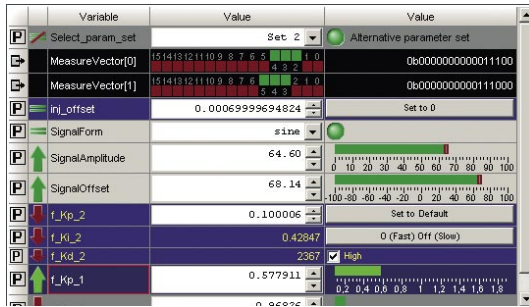 Variable Value Value
P Select_param_set Set 2 Alternative parameter set
MeasureVector[0] 15 14 13 12 11 10 9 8 7 6 5 4 3 2 1 0 0b0000000000011100
MeasureVector[1] 15 14 13 12 11 10 9 8 7 6 5 4 3 2 1 0 0b0000000000111000
P inj_offset 0.00069999694824 Set to 0
P SignalForm sine
P SignalAmplitude 64.60 0 10 20 30 40 50 60 70 80 90 100
P SignalOffset 68.14 -100 -80 -60 -40 -20 0 20 40 60 80 100
P f_Kp_2 0.100006 Set to Default
P f_Ki_2 0.42847 0 (Fast) Off (Slow)
P f_Kd_2 2367 High
P f_Kp_1 0.577911 0,2 0,4 0,6 0,8 1 1,2 1,4 1,6 1,8